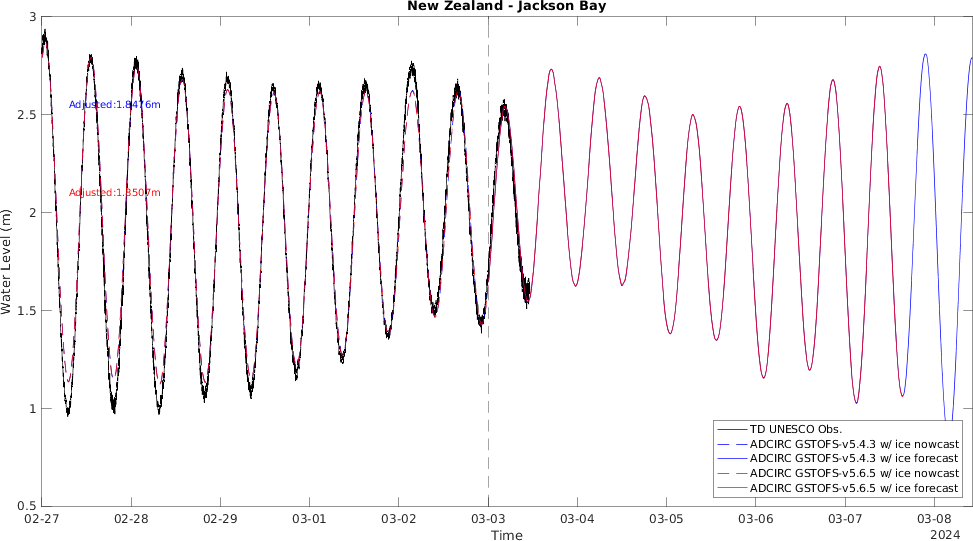 New Zealand - Jackson Bay
Water Level (m)
3
2.5
2
1.5
1
0.5
Adjusted:1.8476m
Adjusted:1.8507m
TD UNESCO Obs.
ADCIRC GSTOFS-v5.4.3 w/ ice nowcast
ADCIRC GSTOFS-v5.4.3 w/ ice forecast
ADCIRC GSTOFS-v5.6.5 w/ ice nowcast
ADCIRC GSTOFS-v5.6.5 w/ ice forecast
02-27 02-28 02-29 03-01 03-02 03-03 03-04 03-05 03-06 03-07 03-08
Time
2024